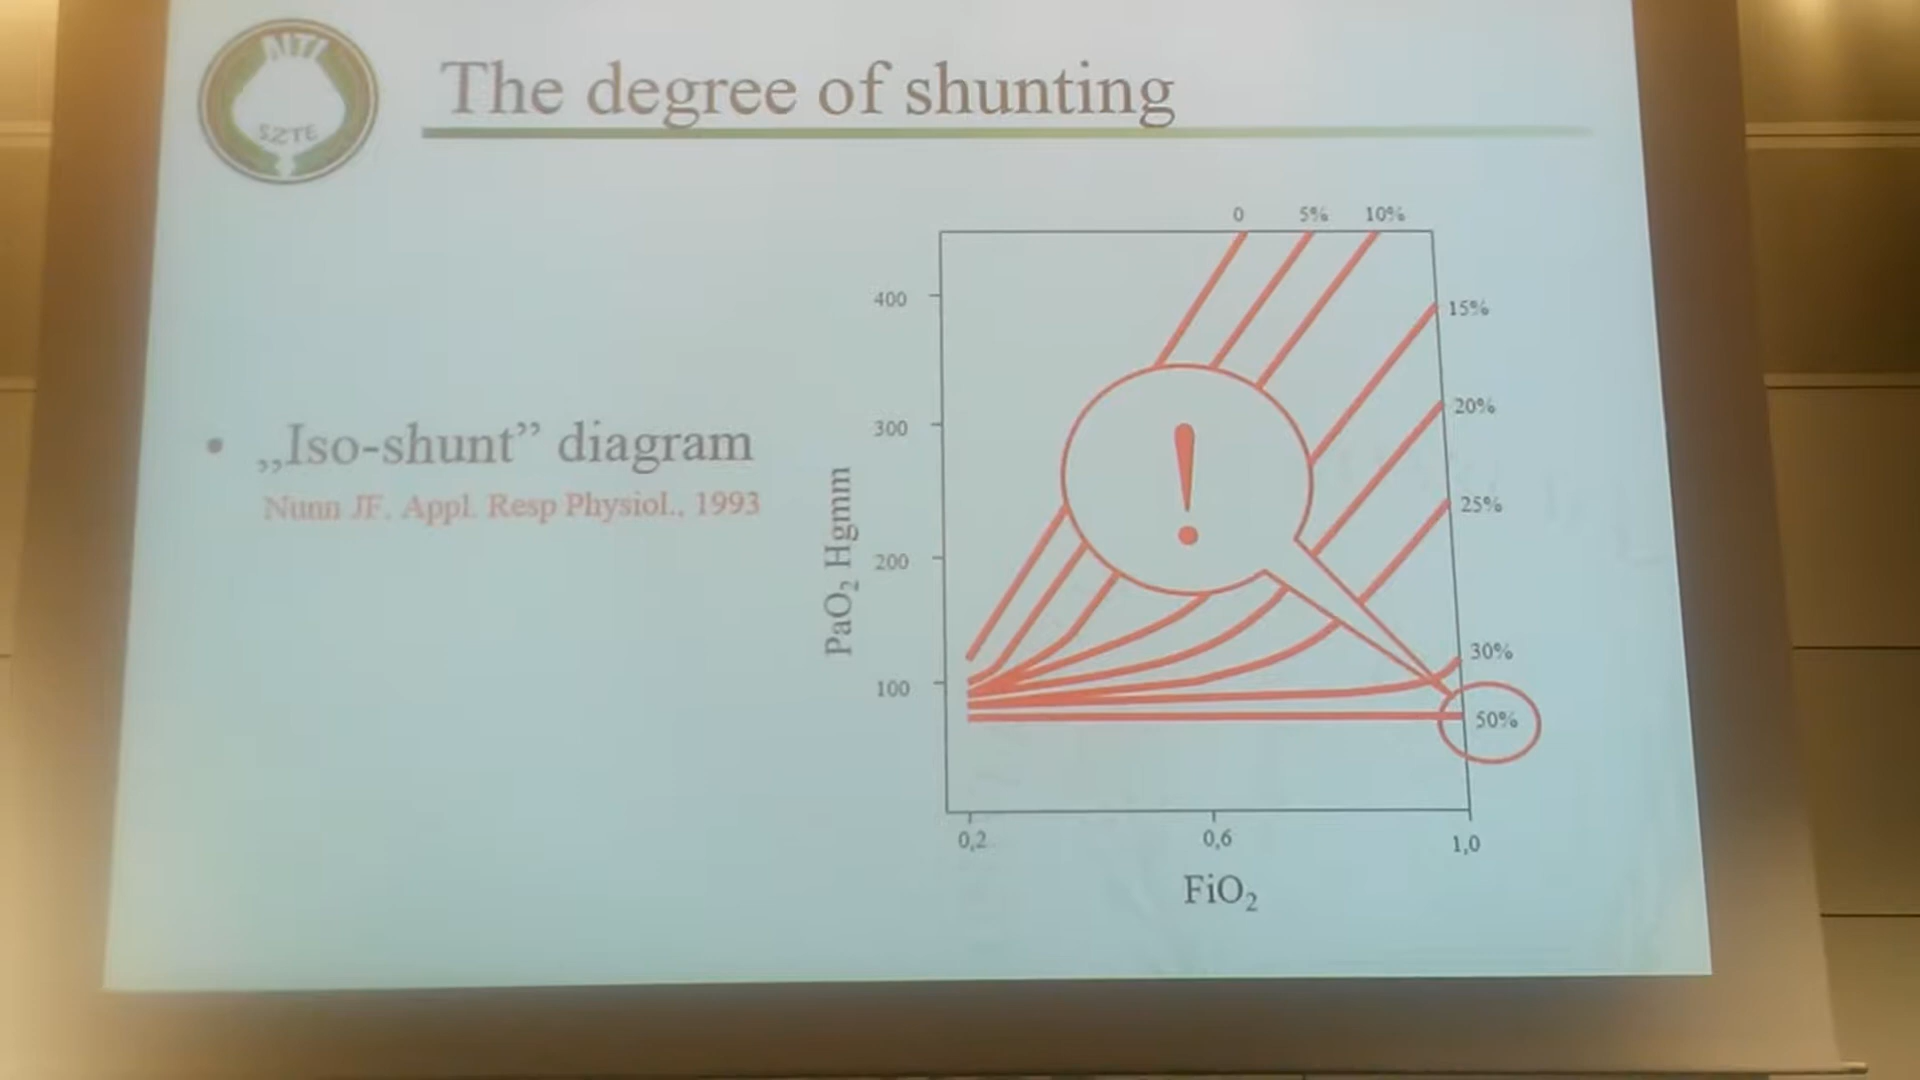 AITI
SZTE
The degree of shunting
• „Iso-shunt” diagram
Nunn JF. Appl. Resp Physiol., 1993
0 5% 10%
400
300
200
100
PaO₂ Hgmm
15%
20%
25%
30%
50%
!
0,2 0,6 1,0
FiO₂